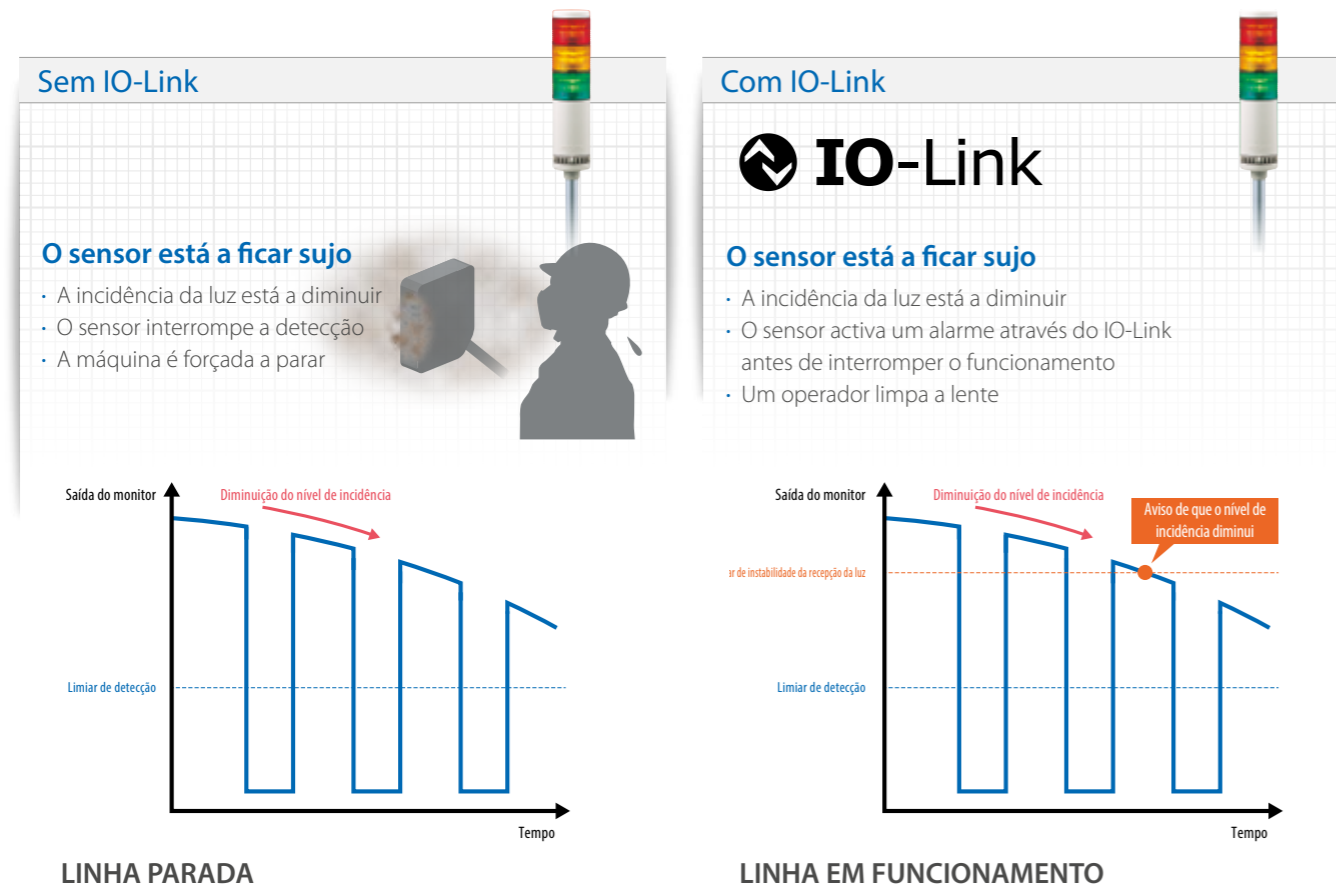 Sem IO-Link
O sensor está a ficar sujo
· A incidência da luz está a diminuir
· O sensor interrompe a detecção
· A máquina é forçada a parar
Saída do monitor
Diminuição do nível de incidência
Limiar de detecção
Tempo
LINHA PARADA
Com IO-Link
IO-Link
O sensor está a ficar sujo
· A incidência da luz está a diminuir
· O sensor activa um alarme através do IO-Link
antes de interromper o funcionamento
· Um operador limpa a lente
Saída do monitor
Diminuição do nível de incidência
Aviso de que o nível de
incidência diminui
ar de instabilidade da recepção da luz
Limiar de detecção
Tempo
LINHA EM FUNCIONAMENTO